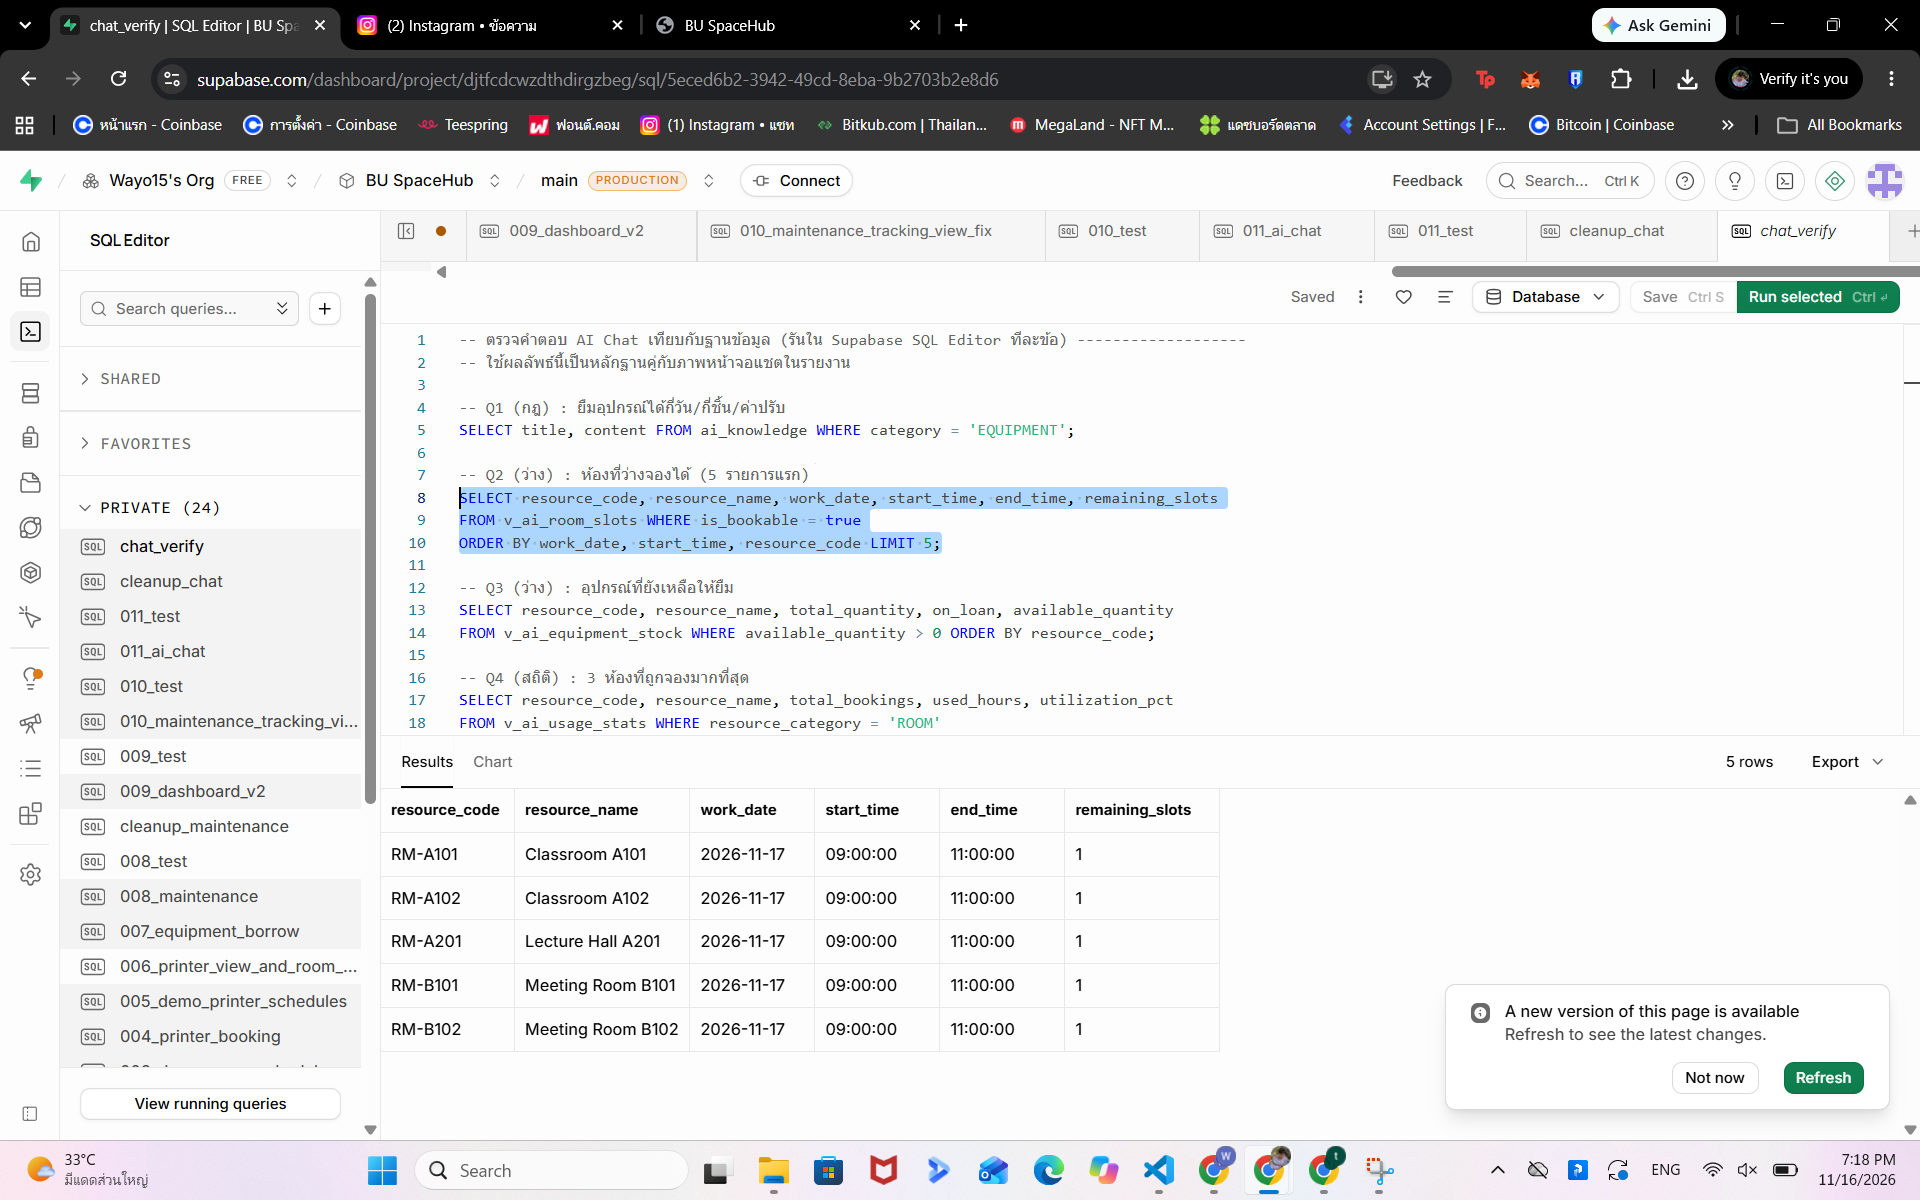 chat_verify | SQL Editor | BU Spa
(2) Instagram • ข้อความ
BU SpaceHub
Ask Gemini
supabase.com/dashboard/project/djtfcdcwzdthdirgzbeg/sql/5eced6b2-3942-49cd-8eba-9b2703b2e8d6
Verify it's you
หน้าแรก - Coinbase
การตั้งค่า - Coinbase
Teespring
ฟอนต์.คอม
(1) Instagram • แชท
Bitkub.com | Thailan...
MegaLand - NFT M...
แดชบอร์ดตลาด
Account Settings | F...
Bitcoin | Coinbase
All Bookmarks
Wayo15's Org FREE
BU SpaceHub
main PRODUCTION
Connect
Feedback
Search... Ctrl K
SQL Editor
009_dashboard_v2
010_maintenance_tracking_view_fix
010_test
011_ai_chat
011_test
cleanup_chat
chat_verify
Search queries...
Saved
Database
Save Ctrl S
Run selected Ctrl ↵
SHARED
FAVORITES
PRIVATE (24)
SQL chat_verify
SQL cleanup_chat
SQL 011_test
SQL 011_ai_chat
SQL 010_test
SQL 010_maintenance_tracking_vi...
SQL 009_test
SQL 009_dashboard_v2
SQL cleanup_maintenance
SQL 008_test
SQL 008_maintenance
SQL 007_equipment_borrow
SQL 006_printer_view_and_room_...
SQL 005_demo_printer_schedules
SQL 004_printer_booking
View running queries
1 -- ตรวจคำตอบ AI Chat เทียบกับฐานข้อมูล (รันใน Supabase SQL Editor ทีละข้อ) -------------------
2 -- ใช้ผลลัพธ์นี้เป็นหลักฐานคู่กับภาพหน้าจอแชตในรายงาน
3
4 -- Q1 (กฎ) : ยืมอุปกรณ์ได้กี่วัน/กี่ชิ้น/ค่าปรับ
5 SELECT title, content FROM ai_knowledge WHERE category = 'EQUIPMENT';
6
7 -- Q2 (ว่าง) : ห้องที่ว่างจองได้ (5 รายการแรก)
8 SELECT resource_code, resource_name, work_date, start_time, end_time, remaining_slots
9 FROM v_ai_room_slots WHERE is_bookable = true
10 ORDER BY work_date, start_time, resource_code LIMIT 5;
11
12 -- Q3 (ว่าง) : อุปกรณ์ที่ยังเหลือให้ยืม
13 SELECT resource_code, resource_name, total_quantity, on_loan, available_quantity
14 FROM v_ai_equipment_stock WHERE available_quantity > 0 ORDER BY resource_code;
15
16 -- Q4 (สถิติ) : 3 ห้องที่ถูกจองมากที่สุด
17 SELECT resource_code, resource_name, total_bookings, used_hours, utilization_pct
18 FROM v_ai_usage_stats WHERE resource_category = 'ROOM'
Results Chart 5 rows Export
resource_code resource_name work_date start_time end_time remaining_slots
RM-A101 Classroom A101 2026-11-17 09:00:00 11:00:00 1
RM-A102 Classroom A102 2026-11-17 09:00:00 11:00:00 1
RM-A201 Lecture Hall A201 2026-11-17 09:00:00 11:00:00 1
RM-B101 Meeting Room B101 2026-11-17 09:00:00 11:00:00 1
RM-B102 Meeting Room B102 2026-11-17 09:00:00 11:00:00 1
A new version of this page is available
Refresh to see the latest changes.
Not now Refresh
33°C
มีแดดส่วนใหญ่
Search
ENG
7:18 PM
11/16/2026